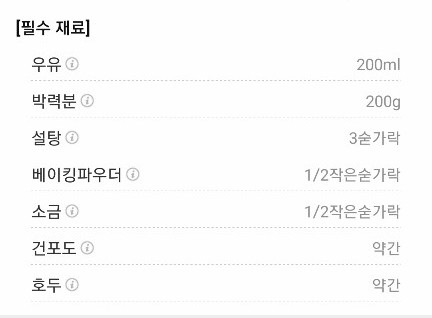 [필수 재료]
우유 200ml
박력분 200g
설탕 3숟가락
베이킹파우더 1/2작은숟가락
소금 1/2작은숟가락
건포도 약간
호두 약간